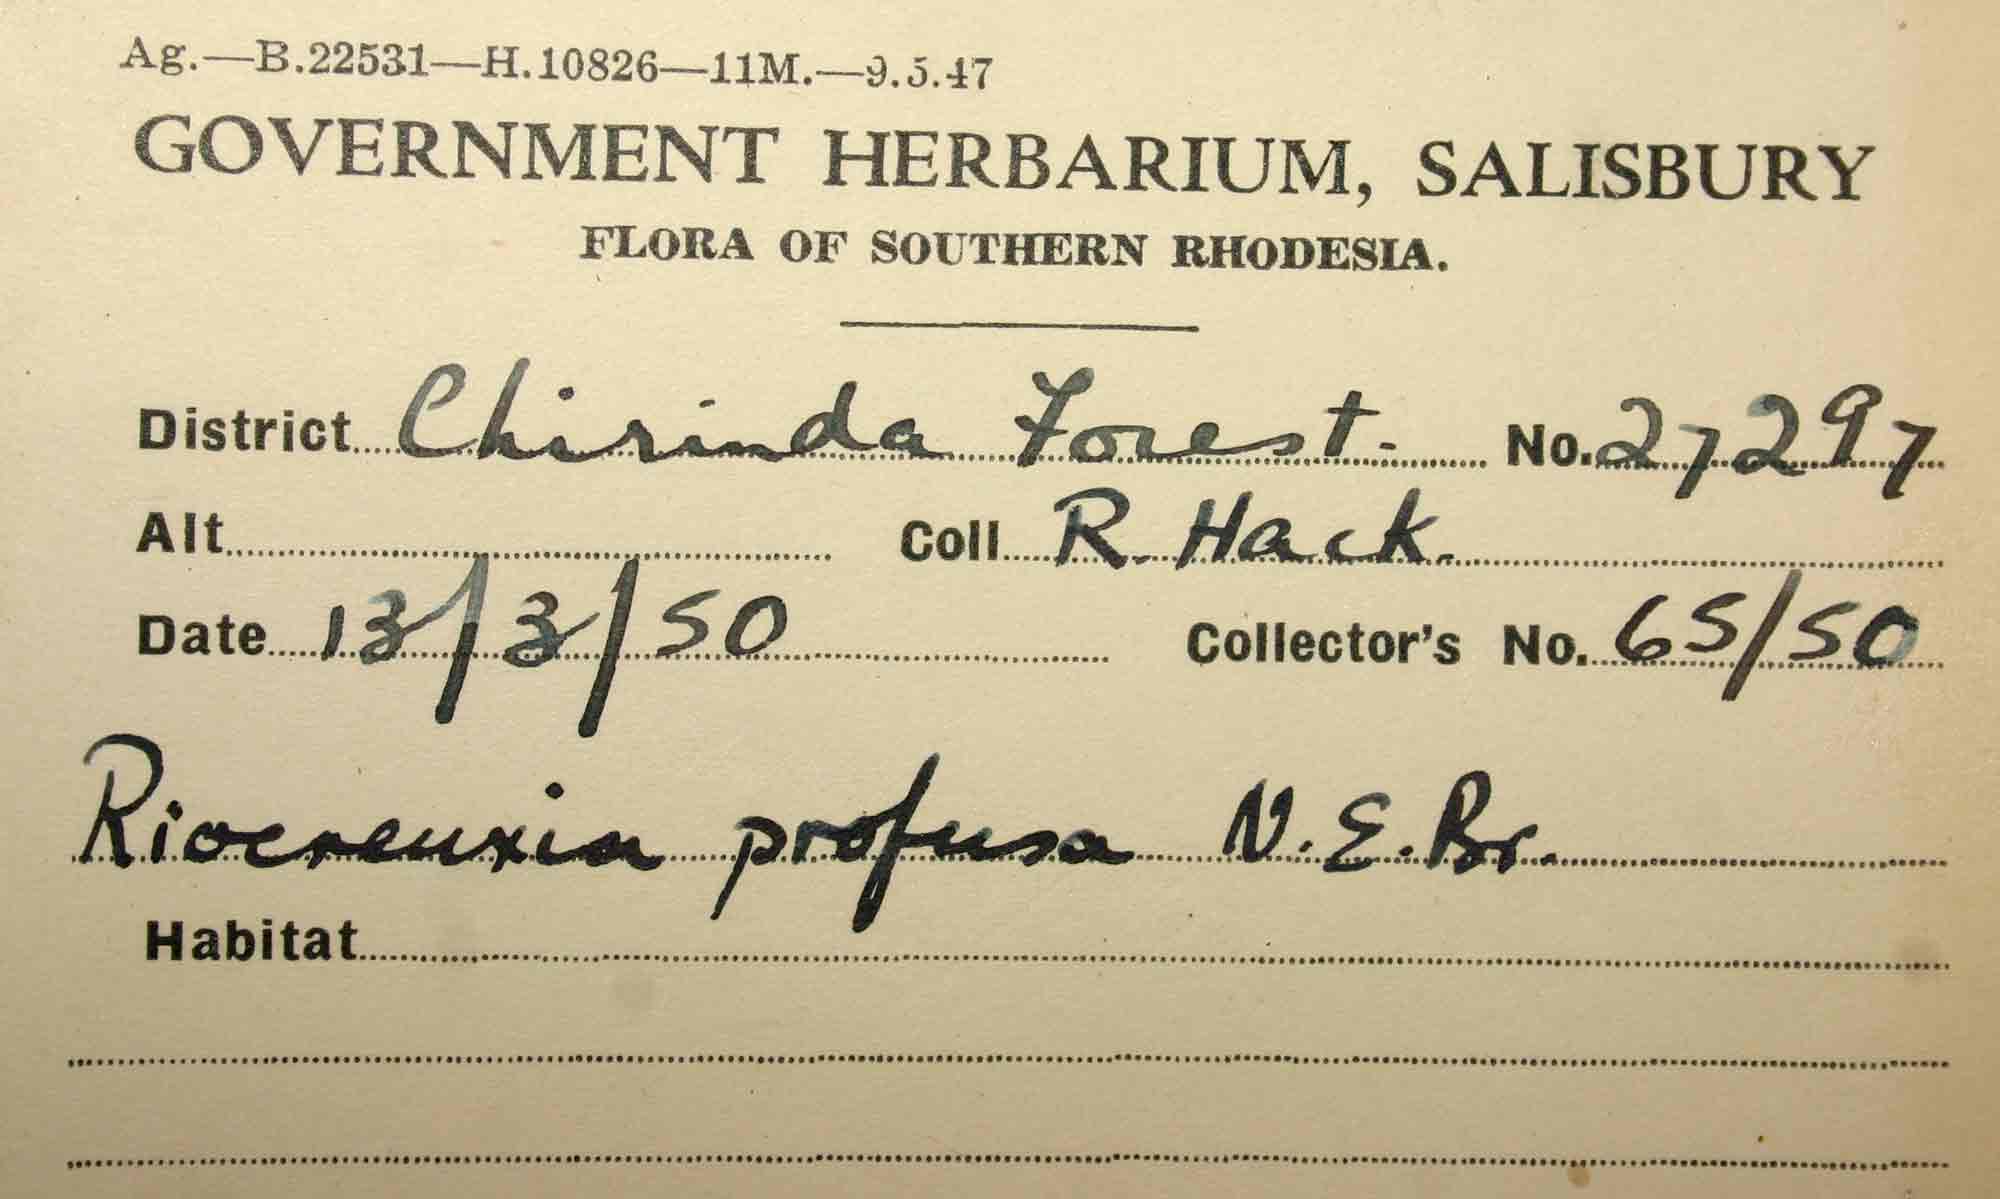 Ag.—B.22531—H.10826—11M.—9.5.47
GOVERNMENT HERBARIUM, SALISBURY
FLORA OF SOUTHERN RHODESIA.
District Chirinda Forest. No. 27297
Alt Coll R. Hack.
Date 13/3/50 Collector's No. 65/50
Riocreuxia profusa N.E.Br.
Habitat